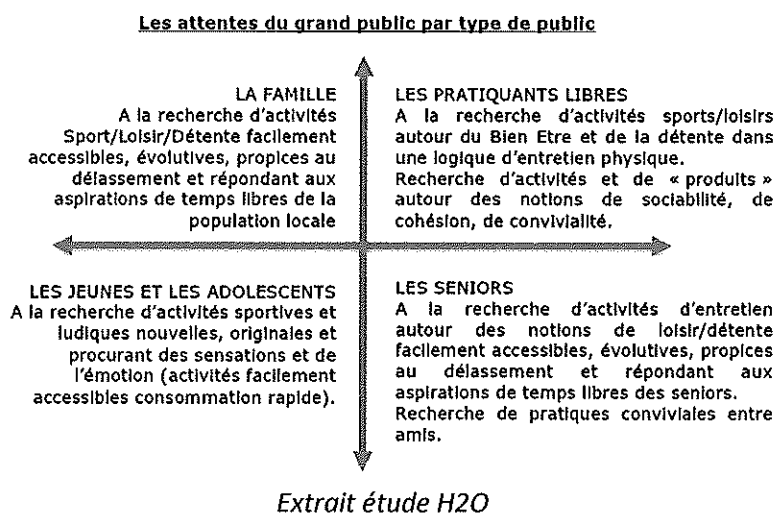 Les attentes du grand public par type de public
LA FAMILLE
A la recherche d'activités
Sport/Loisir/Détente facilement
accessibles, évolutives, propices au
délassement et répondant aux
aspirations de temps libres de la
population locale
LES PRATIQUANTS LIBRES
A la recherche d'activités sports/loisirs
autour du Bien Etre et de la détente dans
une logique d'entretien physique.
Recherche d'activités et de « produits »
autour des notions de sociabilité, de
cohésion, de convivialité.
LES JEUNES ET LES ADOLESCENTS
A la recherche d'activités sportives et
ludiques nouvelles, originales et
procurant des sensations et de
l'émotion (activités facilement
accessibles consommation rapide).
LES SENIORS
A la recherche d'activités d'entretien
autour des notions de loisir/détente
facilement accessibles, évolutives, propices
au délassement et répondant aux
aspirations de temps libres des seniors.
Recherche de pratiques conviviales entre
amis.
Extrait étude H2O